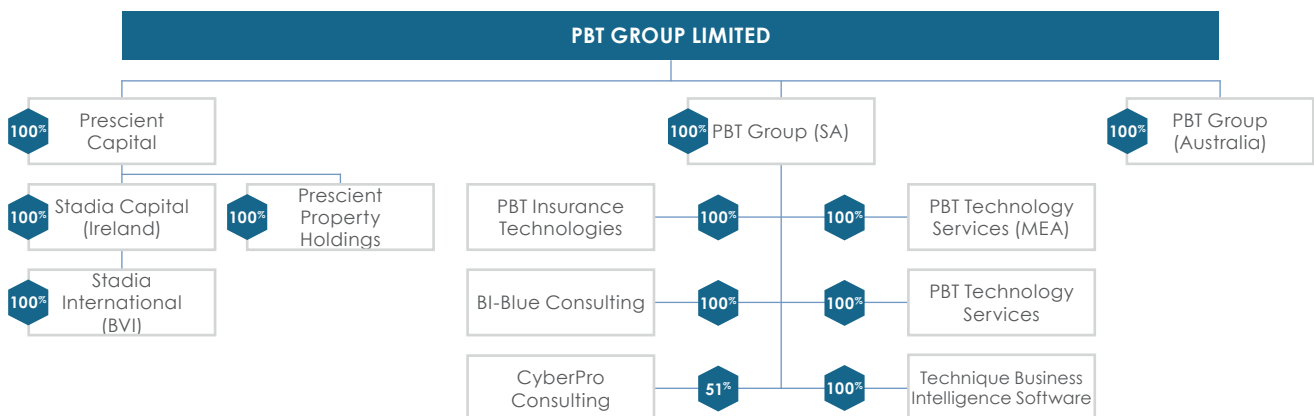 PBT GROUP LIMITED
100%
Prescient
Capital
100%
PBT Group (SA)
100%
PBT Group
(Australia)
100%
Stadia Capital
(Ireland)
100%
Prescient
Property
Holdings
PBT Insurance
Technologies
100%
100%
PBT Technology
Services (MEA)
100%
Stadia
International
(BVI)
BI-Blue Consulting
100%
100%
PBT Technology
Services
CyberPro
Consulting
51%
100%
Technique Business
Intelligence Software